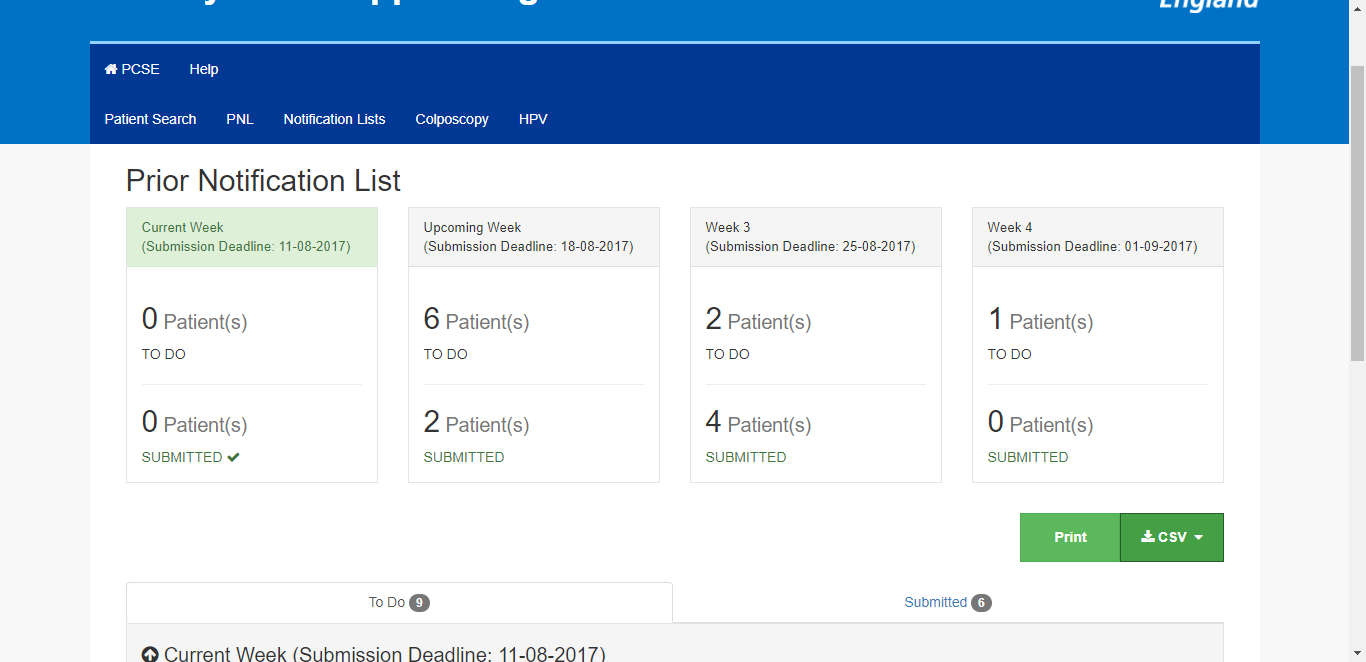 England
PCSE Help
Patient Search PNL Notification Lists Colposcopy HPV
Prior Notification List
Current Week
(Submission Deadline: 11-08-2017)
0 Patient(s)
TO DO
0 Patient(s)
SUBMITTED
Upcoming Week
(Submission Deadline: 18-08-2017)
6 Patient(s)
TO DO
2 Patient(s)
SUBMITTED
Week 3
(Submission Deadline: 25-08-2017)
2 Patient(s)
TO DO
4 Patient(s)
SUBMITTED
Week 4
(Submission Deadline: 01-09-2017)
1 Patient(s)
TO DO
0 Patient(s)
SUBMITTED
Print CSV
To Do 9 Submitted 6
Current Week (Submission Deadline: 11-08-2017)